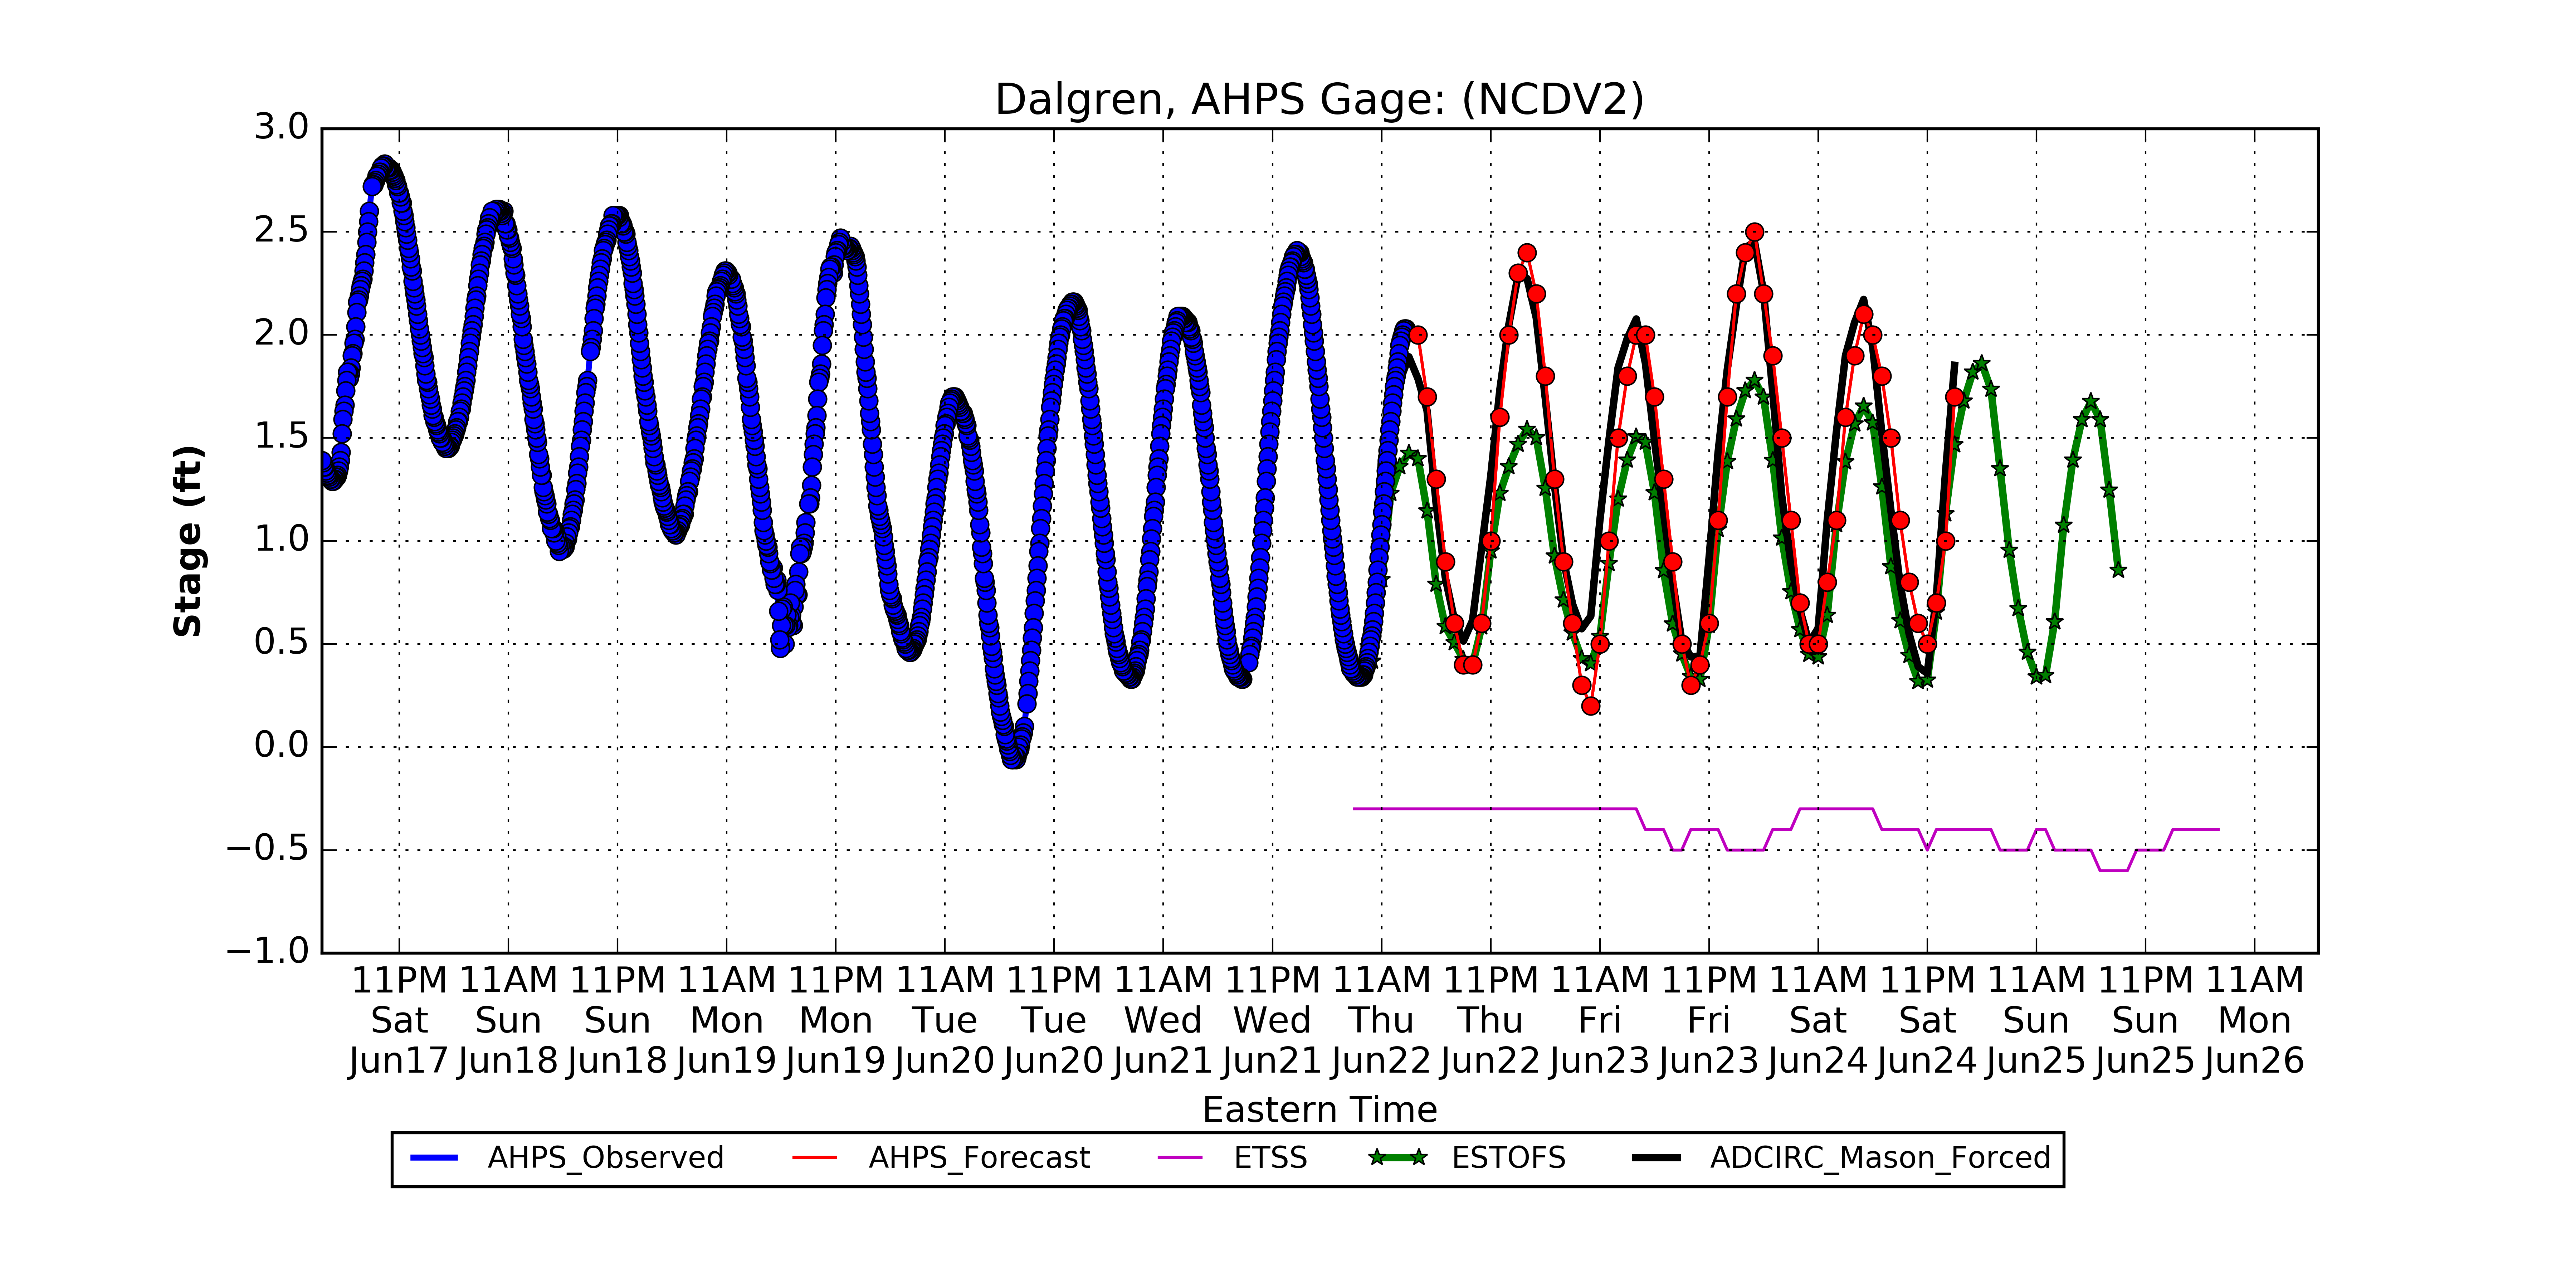 Dalgren, AHPS Gage: (NCDV2)
3.0
2.5
2.0
1.5
1.0
0.5
0.0
−0.5
−1.0
Stage (ft)
11PM 11AM 11PM 11AM 11PM 11AM 11PM 11AM 11PM 11AM 11PM 11AM 11PM 11AM 11PM 11AM 11PM 11AM
Sat Sun Sun Mon Mon Tue Tue Wed Wed Thu Thu Fri Fri Sat Sat Sun Sun Mon
Jun17 Jun18 Jun18 Jun19 Jun19 Jun20 Jun20 Jun21 Jun21 Jun22 Jun22 Jun23 Jun23 Jun24 Jun24 Jun25 Jun25 Jun26
Eastern Time
AHPS_Observed AHPS_Forecast ETSS ESTOFS ADCIRC_Mason_Forced